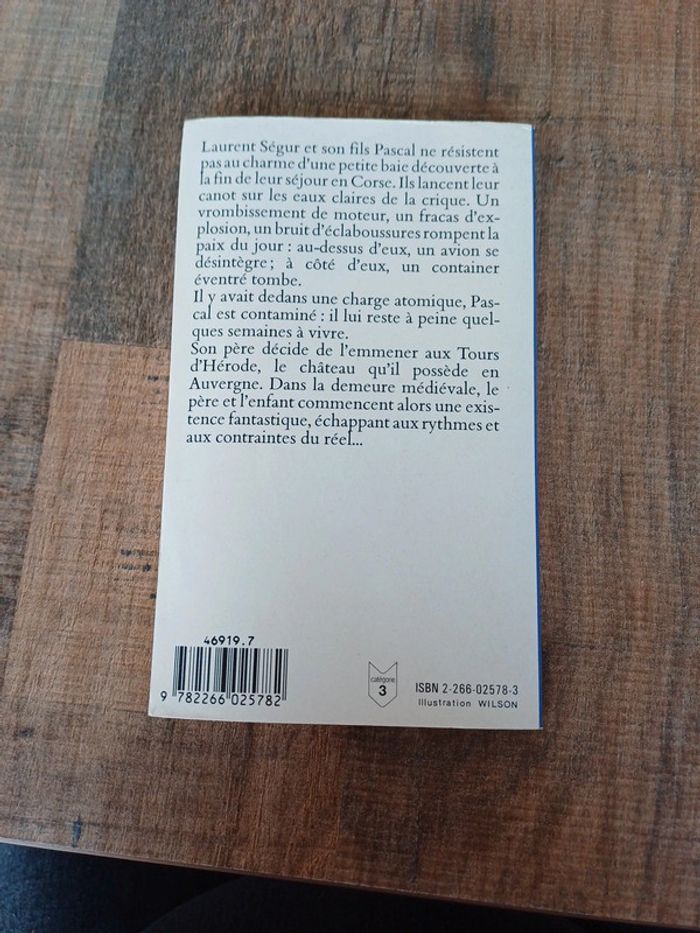 Laurent Ségur et son fils Pascal ne résistent
pas au charme d'une petite baie découverte à
la fin de leur séjour en Corse. Ils lancent leur
canot sur les eaux claires de la crique. Un
vrombissement de moteur, un fracas d'ex-
plosion, un bruit d'éclaboussures rompent la
paix du jour : au-dessus d'eux, un avion se
désintègre ; à côté d'eux, un container
éventré tombe.
Il y avait dedans une charge atomique, Pas-
cal est contaminé : il lui reste à peine quel-
ques semaines à vivre.
Son père décide de l'emmener aux Tours
d'Hérode, le château qu'il possède en
Auvergne. Dans la demeure médiévale, le
père et l'enfant commencent alors une exis-
tence fantastique, échappant aux rythmes et
aux contraintes du réel...
46919.7
9 782266 025782
catégorie
3
ISBN 2-266-02578-3
Illustration WILSON